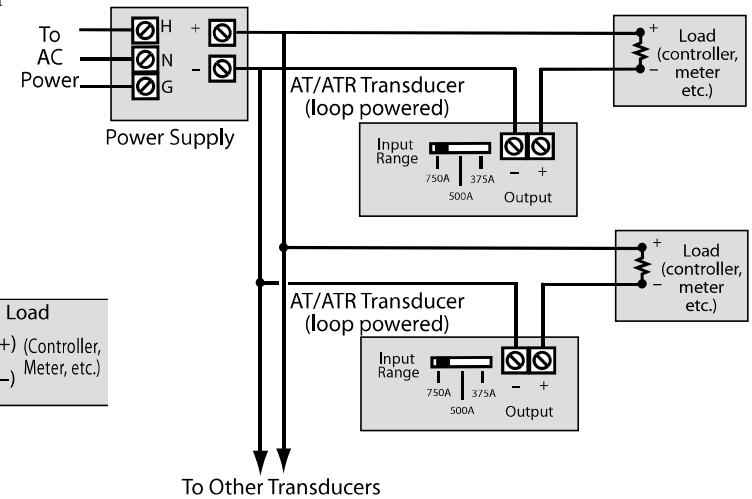 To
AC
Power
H
N
G
+
–
Power Supply
AT/ATR Transducer
(loop powered)
Input
Range
750A
375A
500A
– +
Output
+
–
Load
(controller,
meter
etc.)
AT/ATR Transducer
(loop powered)
Input
Range
750A
375A
500A
– +
Output
+
–
Load
(controller,
meter
etc.)
Load
+) (Controller,
–) Meter, etc.)
To Other Transducers